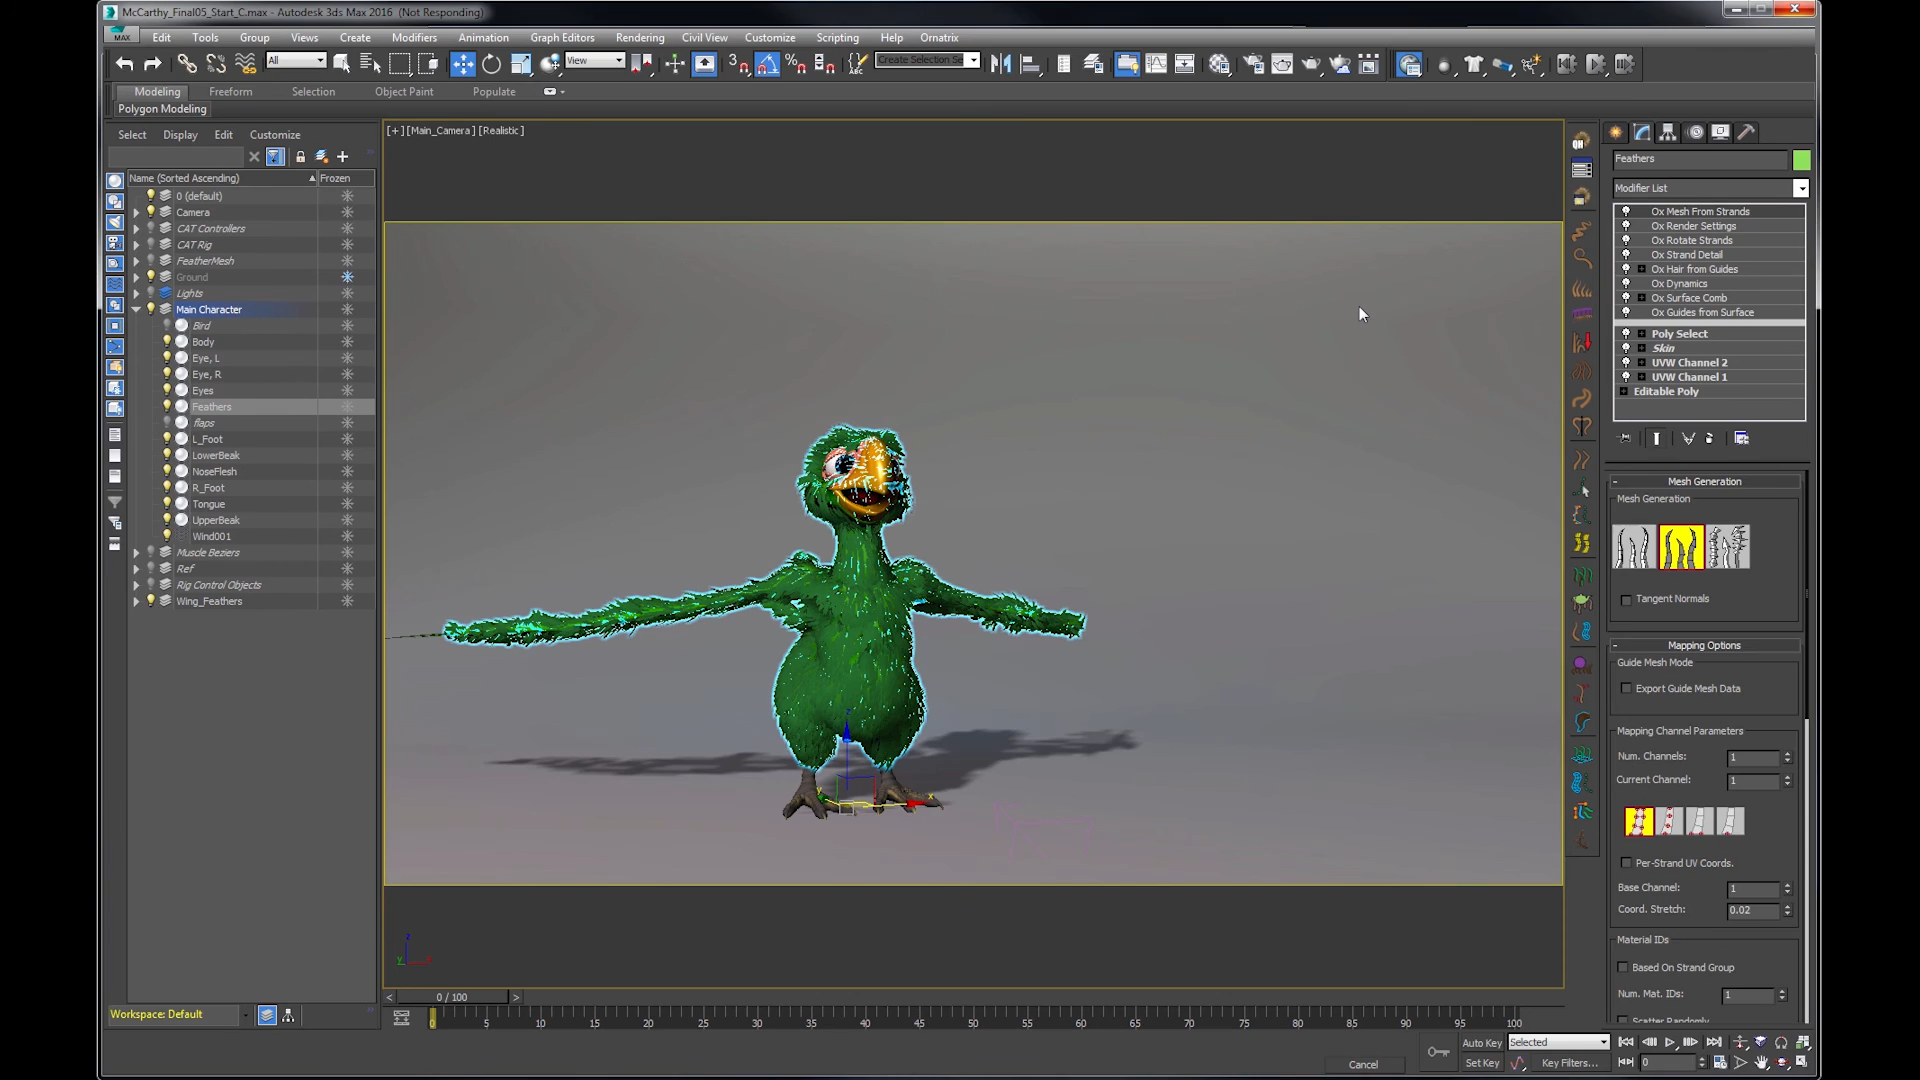 McCarthy_Final05_Start_C.max - Autodesk 3ds Max 2016 (Not Responding)
MAX Edit Tools Group Views Create Modifiers Animation Graph Editors Rendering Civil View Customize Scripting Help Ornatrix
All View 3 % ABC Create Selection Se
Modeling Freeform Selection Object Paint Populate
Polygon Modeling
Select Display Edit Customize
[+] [Main_Camera] [Realistic]
Name (Sorted Ascending) Frozen
0 (default)
Camera
CAT Controllers
CAT Rig
FeatherMesh
Ground
Lights
Main Character
Bird
Body
Eye, L
Eye, R
Eyes
Feathers
flaps
L_Foot
LowerBeak
NoseFlesh
R_Foot
Tongue
UpperBeak
Wind001
Muscle Beziers
Ref
Rig Control Objects
Wing_Feathers
Workspace: Default
z
y x
z
y
< 0 / 100 >
0 5 10 15 20 25 30 35 40 45 50 55 60 65 70 75 80 85 90 95 100
QH
Feathers
Modifier List
Ox Mesh From Strands
Ox Render Settings
Ox Rotate Strands
Ox Strand Detail
Ox Hair from Guides
Ox Dynamics
Ox Surface Comb
Ox Guides from Surface
Poly Select
Skin
UVW Channel 2
UVW Channel 1
Editable Poly
Mesh Generation
Mesh Generation
Tangent Normals
Mapping Options
Guide Mesh Mode
Export Guide Mesh Data
Mapping Channel Parameters
Num. Channels: 1
Current Channel: 1
Per-Strand UV Coords.
Base Channel: 1
Coord. Stretch: 0.02
Material IDs
Based On Strand Group
Num. Mat. IDs: 1
Scatter Randomly
Auto Key Selected
Cancel Set Key Key Filters... 0